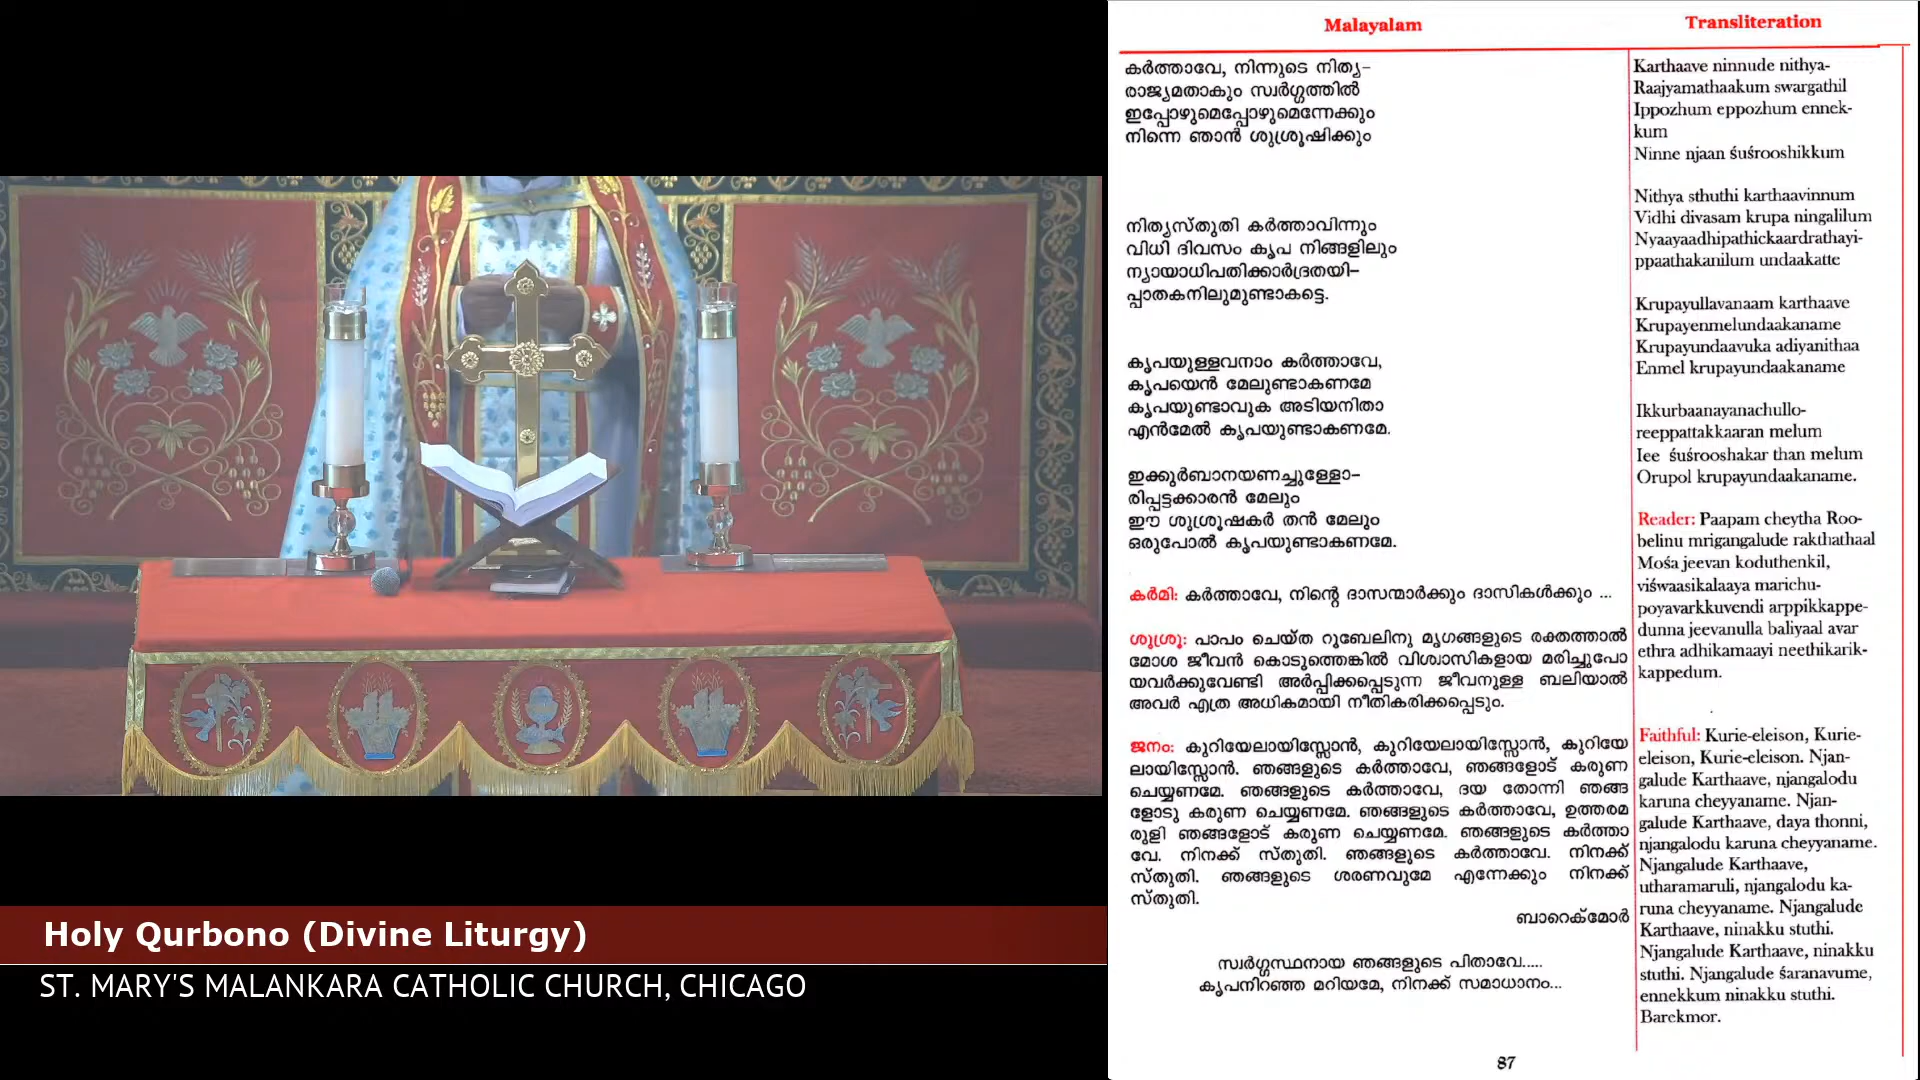 Malayalam
Transliteration
കർത്താവേ, നിന്നുടെ നിത്യ–
രാജ്യമതാകും സ്വർഗ്ഗത്തിൽ
ഇപ്പോഴുമെപ്പോഴുമെന്നേക്കും
നിന്നെ ഞാൻ ശുശ്രൂഷിക്കും
നിത്യസ്തുതി കർത്താവിന്നും
വിധി ദിവസം കൃപ നിങ്ങളിലും
ന്യായാധിപതിക്കാർദ്രതയി–
പ്പാതകനിലുമുണ്ടാകട്ടെ.
കൃപയുള്ളവനാം കർത്താവേ,
കൃപയെൻ മേലുണ്ടാകണമേ
കൃപയുണ്ടാവുക അടിയനിതാ
എൻമേൽ കൃപയുണ്ടാകണമേ.
ഇക്കുർബാനയണച്ചുള്ളോ–
രിപ്പട്ടക്കാരൻ മേലും
ഈ ശുശ്രൂഷകർ തൻ മേലും
ഒരുപോൽ കൃപയുണ്ടാകണമേ.
കർമി: കർത്താവേ, നിന്റെ ദാസന്മാർക്കും ദാസികൾക്കും ...
ശുശ്രൂ: പാപം ചെയ്ത റൂബേലിനു മൃഗങ്ങളുടെ രക്തത്താൽ
മോശ ജീവൻ കൊടുത്തെങ്കിൽ വിശ്വാസികളായ മരിച്ചുപോ
യവർക്കുവേണ്ടി അർപ്പിക്കപ്പെടുന്ന ജീവനുള്ള ബലിയാൽ
അവർ എത്ര അധികമായി നീതികരിക്കപ്പെടും.
ജനം: കുറിയേലായിസ്സോൻ, കുറിയേലായിസ്സോൻ, കുറിയേ
ലായിസ്സോൻ. ഞങ്ങളുടെ കർത്താവേ, ഞങ്ങളോട് കരുണ
ചെയ്യണമേ. ഞങ്ങളുടെ കർത്താവേ, ദയ തോന്നി ഞങ്ങ
ളോടു കരുണ ചെയ്യണമേ. ഞങ്ങളുടെ കർത്താവേ, ഉത്തരമ
രുളി ഞങ്ങളോട് കരുണ ചെയ്യണമേ. ഞങ്ങളുടെ കർത്താ
വേ. നിനക്ക് സ്തുതി. ഞങ്ങളുടെ കർത്താവേ. നിനക്ക്
സ്തുതി. ഞങ്ങളുടെ ശരണവുമേ എന്നേക്കും നിനക്ക്
സ്തുതി.
ബാറെക്മോർ
സ്വർഗ്ഗസ്ഥനായ ഞങ്ങളുടെ പിതാവേ.....
കൃപനിറഞ്ഞ മറിയമേ, നിനക്ക് സമാധാനം...
Karthaave ninnude nithya-
Raajyamathaakum swargathil
Ippozhum eppozhum ennek-
kum
Ninne njaan śuśrooshikkum
Nithya sthuthi karthaavinnum
Vidhi divasam krupa ningalilum
Nyaayaadhipathickaardrathayi-
ppaathakanilum undaakatte
Krupayullavanaam karthaave
Krupayenmelundaakaname
Krupayundaavuka adiyanithaa
Enmel krupayundaakaname
Ikkurbaanayanachullo-
reeppattakkaaran melum
Iee śuśrooshakar than melum
Orupol krupayundaakaname.
Reader: Paapam cheytha Roo-
belinu mrigangalude rakthathaal
Mośa jeevan koduthenkil,
viśwaasikalaaya marichu-
poyavarkkuvendi arppikkappe-
dunna jeevanulla baliyaal avar
ethra adhikamaayi neethikarik-
kappedum.
Faithful: Kurie-eleison, Kurie-
eleison, Kurie-eleison. Njan-
galude Karthaave, njangalodu
karuna cheyyaname. Njan-
galude Karthaave, daya thonni,
njangalodu karuna cheyyaname.
Njangalude Karthaave,
utharamaruli, njangalodu ka-
runa cheyyaname. Njangalude
Karthaave, ninakku stuthi.
Njangalude Karthaave, ninakku
stuthi. Njangalude śaranavume,
ennekkum ninakku stuthi.
Barekmor.
87
Holy Qurbono (Divine Liturgy)
ST. MARY'S MALANKARA CATHOLIC CHURCH, CHICAGO